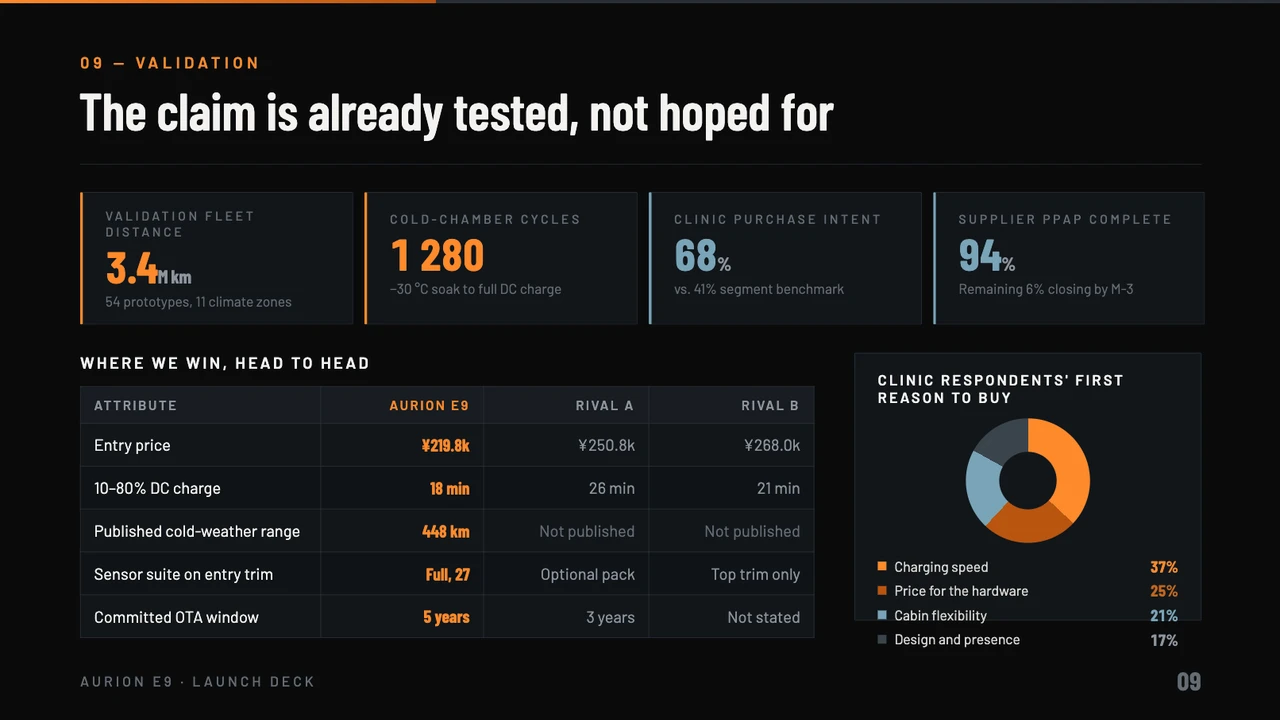 09 — VALIDATION
The claim is already tested, not hoped for
VALIDATION FLEET
DISTANCE
3.4M km
54 prototypes, 11 climate zones
COLD-CHAMBER CYCLES
1 280
−30 °C soak to full DC charge
CLINIC PURCHASE INTENT
68%
vs. 41% segment benchmark
SUPPLIER PPAP COMPLETE
94%
Remaining 6% closing by M-3
WHERE WE WIN, HEAD TO HEAD
ATTRIBUTE AURION E9 RIVAL A RIVAL B
Entry price ¥219.8k ¥250.8k ¥268.0k
10–80% DC charge 18 min 26 min 21 min
Published cold-weather range 448 km Not published Not published
Sensor suite on entry trim Full, 27 Optional pack Top trim only
Committed OTA window 5 years 3 years Not stated
CLINIC RESPONDENTS' FIRST
REASON TO BUY
Charging speed 37%
Price for the hardware 25%
Cabin flexibility 21%
Design and presence 17%
AURION E9 · LAUNCH DECK
09